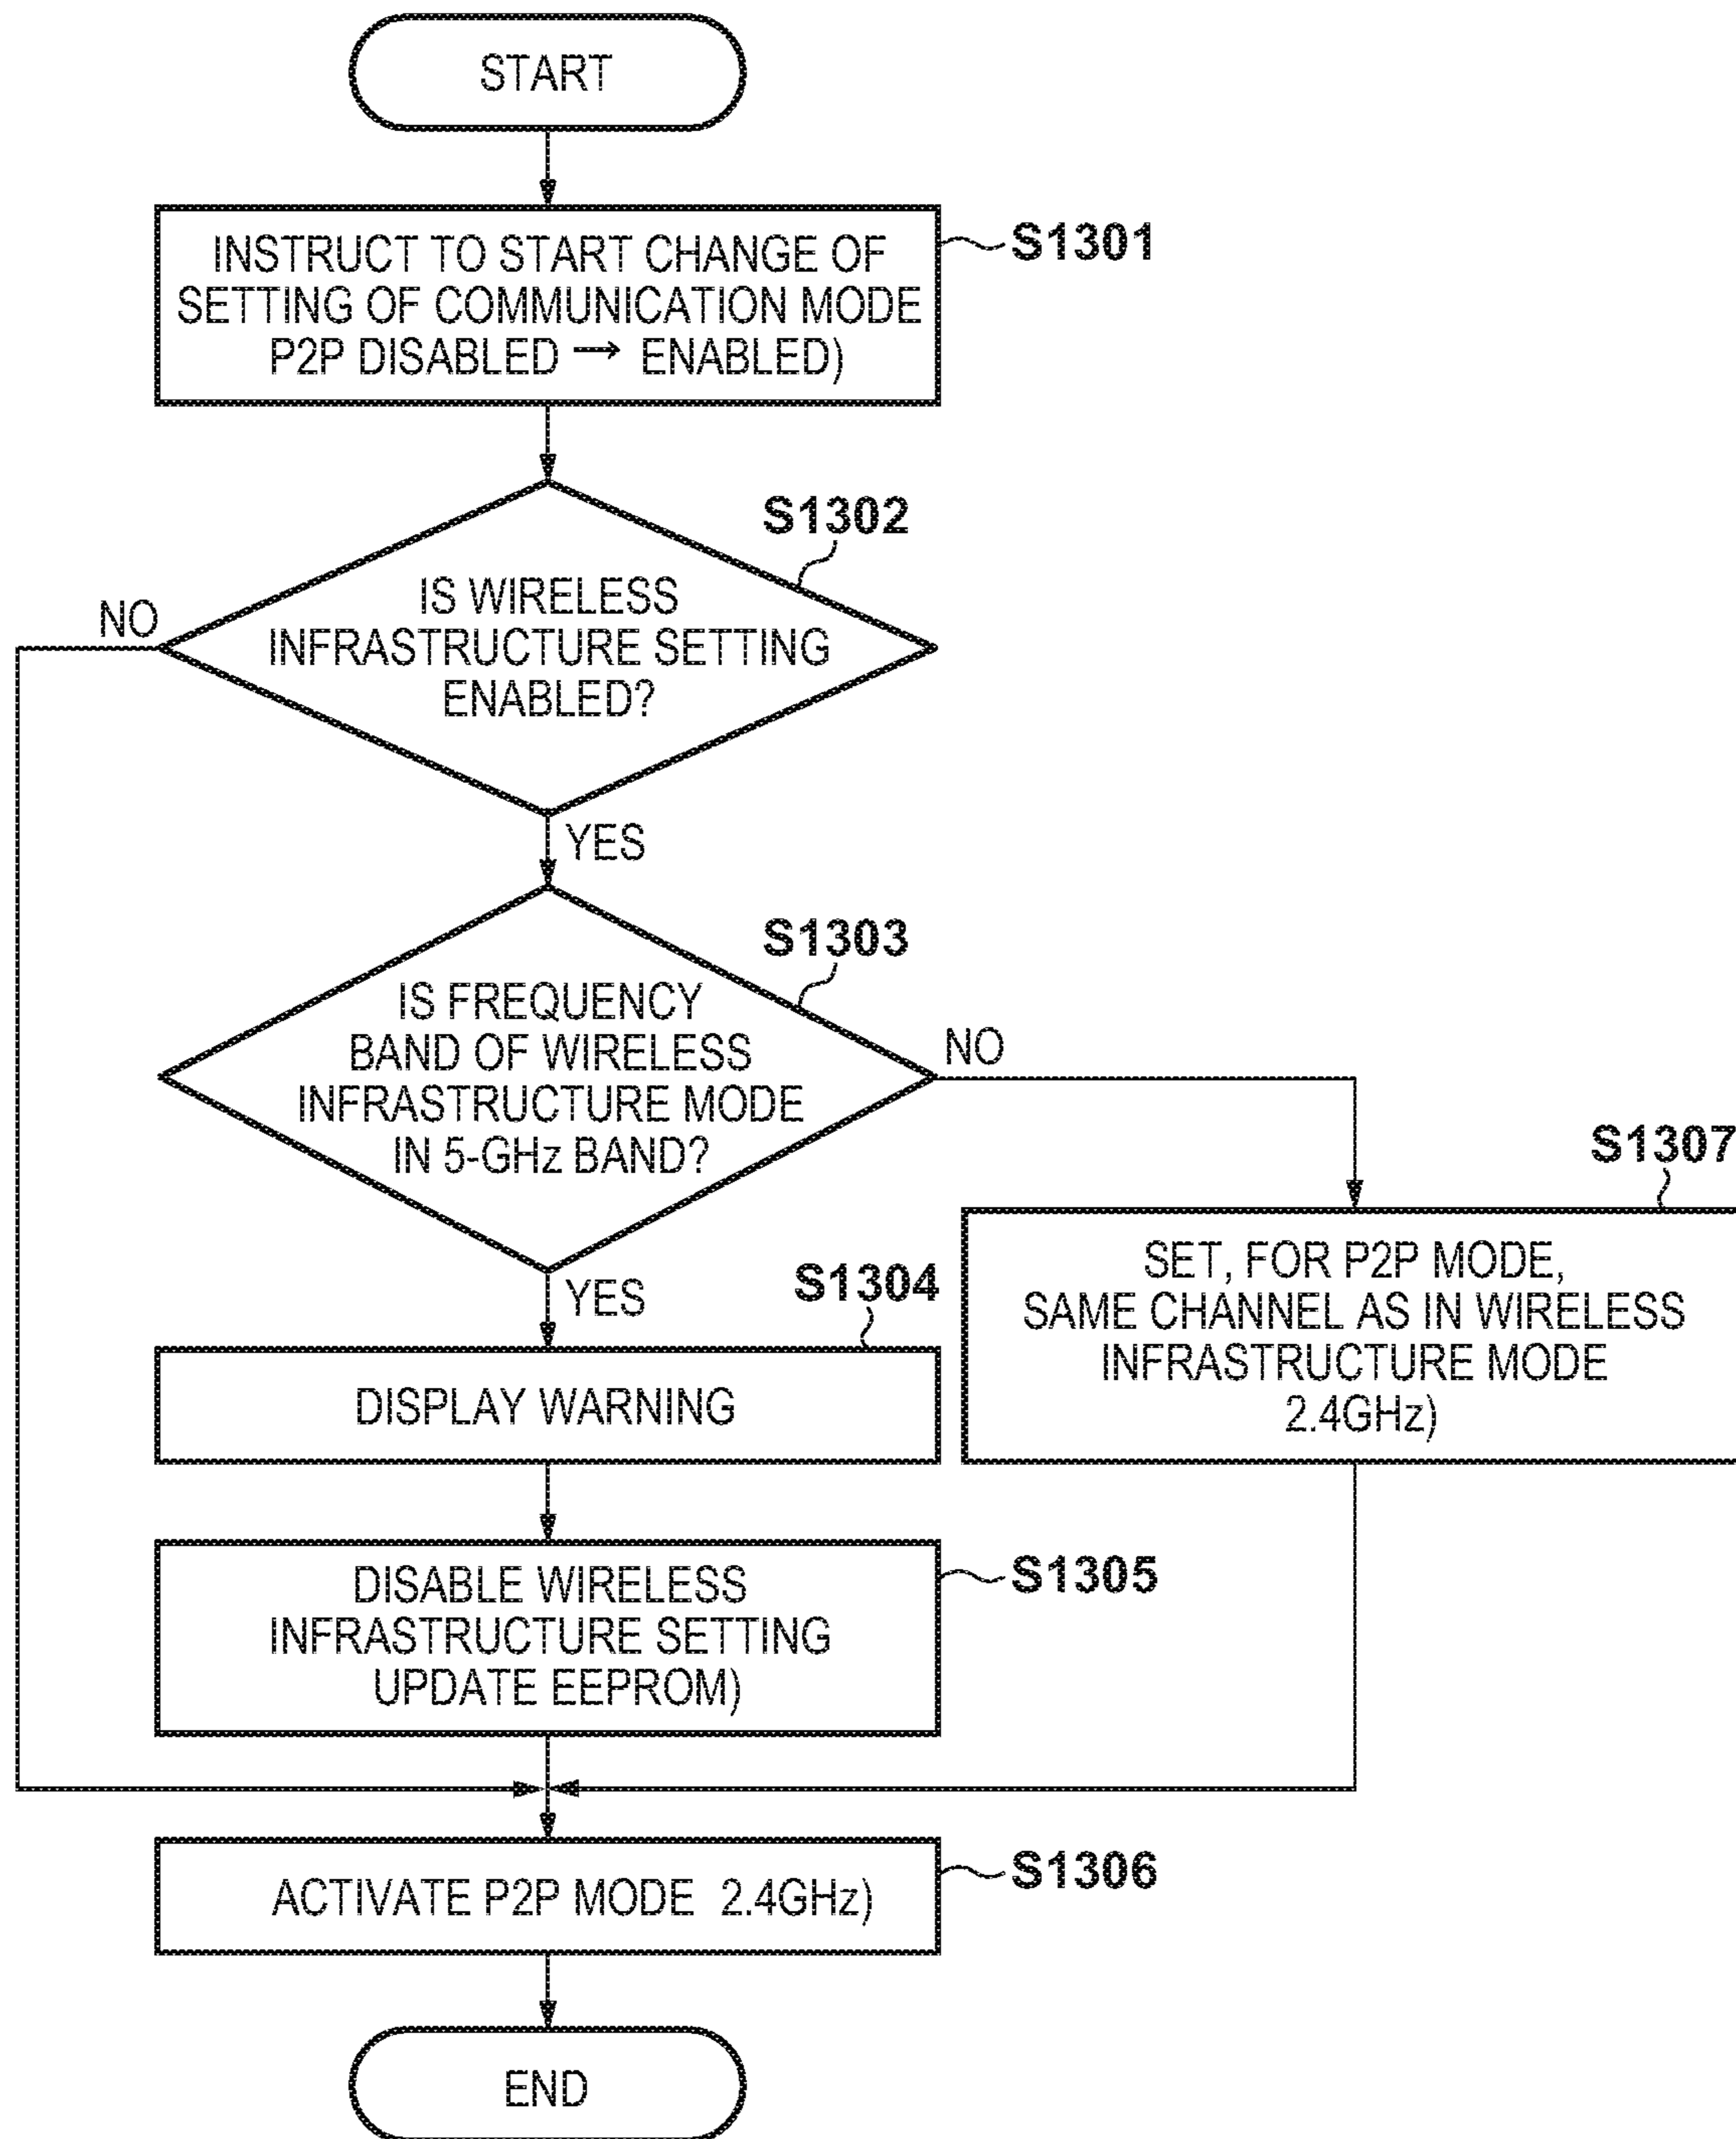 START
INSTRUCT TO START CHANGE OF
SETTING OF COMMUNICATION MODE
P2P DISABLED → ENABLED)
S1301
S1302
IS WIRELESS
INFRASTRUCTURE SETTING
ENABLED?
NO
YES
S1303
IS FREQUENCY
BAND OF WIRELESS
INFRASTRUCTURE MODE
IN 5-GHz BAND?
NO
YES
S1307
SET, FOR P2P MODE,
SAME CHANNEL AS IN WIRELESS
INFRASTRUCTURE MODE
2.4GHz)
S1304
DISPLAY WARNING
DISABLE WIRELESS
INFRASTRUCTURE SETTING
UPDATE EEPROM)
S1305
ACTIVATE P2P MODE 2.4GHz)
S1306
END